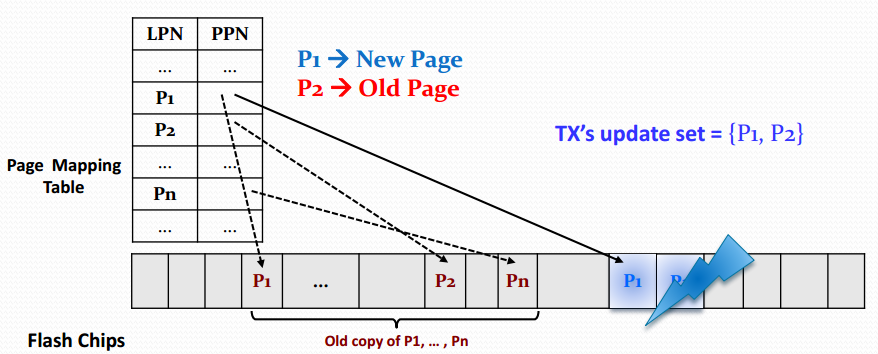 LPN PPN
... ...
P1
P2
... ...
Pn
... ...
Page Mapping
Table
P1 → New Page
P2 → Old Page
TX's update set = {P1, P2}
P1 ... P2 Pn P1
Flash Chips
Old copy of P1, ... , Pn